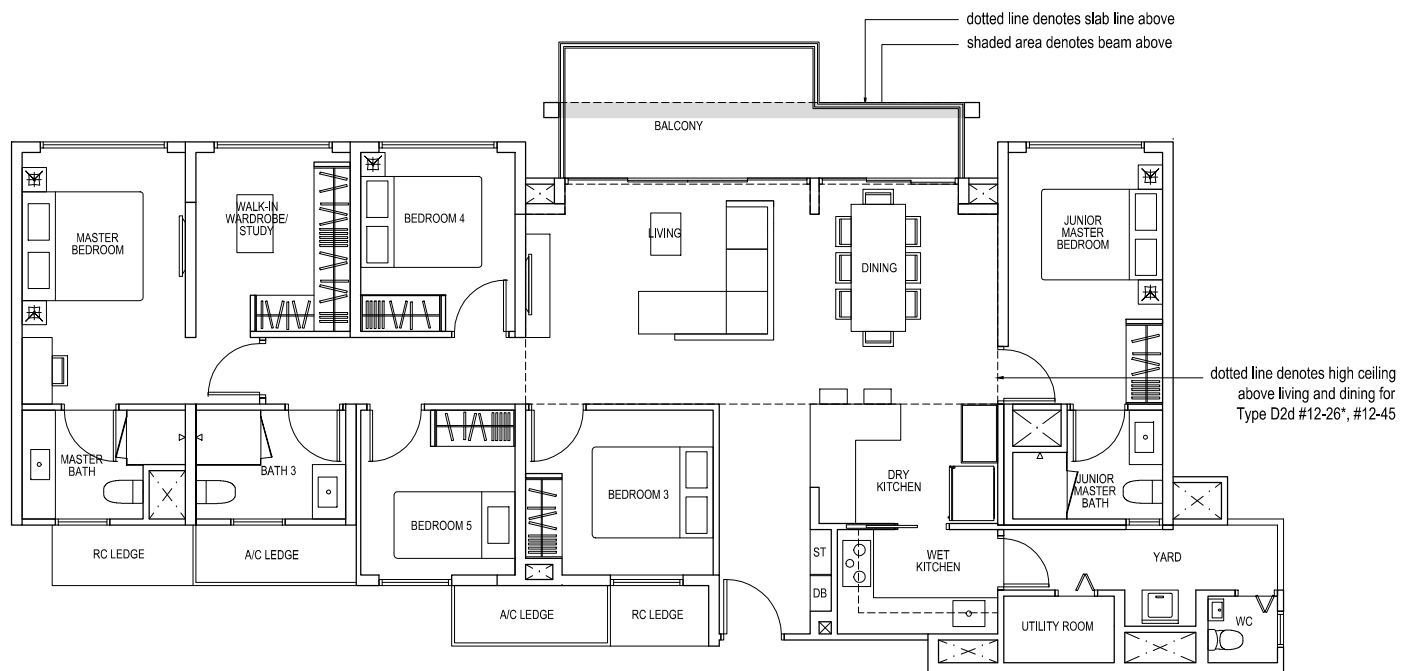 dotted line denotes slab line above
shaded area denotes beam above
BALCONY
MASTER
BEDROOM
WALK-IN
WARDROBE/
STUDY
BEDROOM 4
LIVING
DINING
JUNIOR
MASTER
BEDROOM
dotted line denotes high ceiling
above living and dining for
Type D2d #12-26*, #12-45
MASTER
BATH
BATH 3
BEDROOM 5
BEDROOM 3
DRY
KITCHEN
JUNIOR
MASTER
BATH
RC LEDGE
A/C LEDGE
ST
WET
KITCHEN
YARD
DB
A/C LEDGE
RC LEDGE
UTILITY ROOM
WC